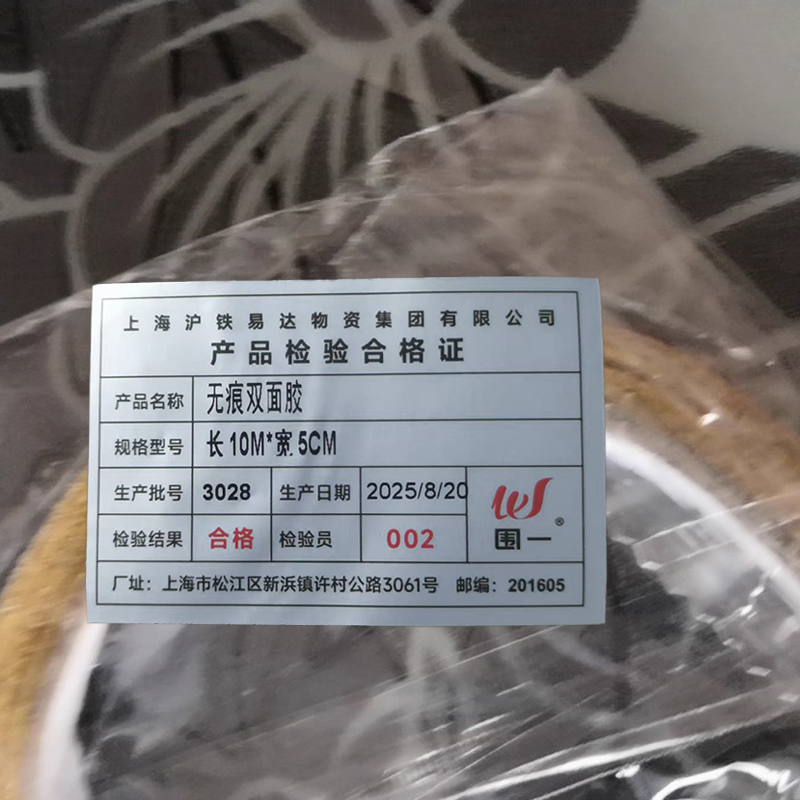 上海沪铁易达物资集团有限公司
产品检验合格证
产品名称 无痕双面胶
规格型号 长10M*宽5CM
生产批号 3028 生产日期 2025/8/20
检验结果 合格 检验员 002
围一®
厂址：上海市松江区新浜镇许村公路3061号 邮编：201605